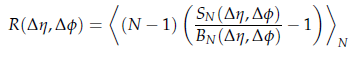 R(Δη, Δφ) = ⟨(N − 1) (S_N(Δη, Δφ) / B_N(Δη, Δφ) − 1)⟩_N